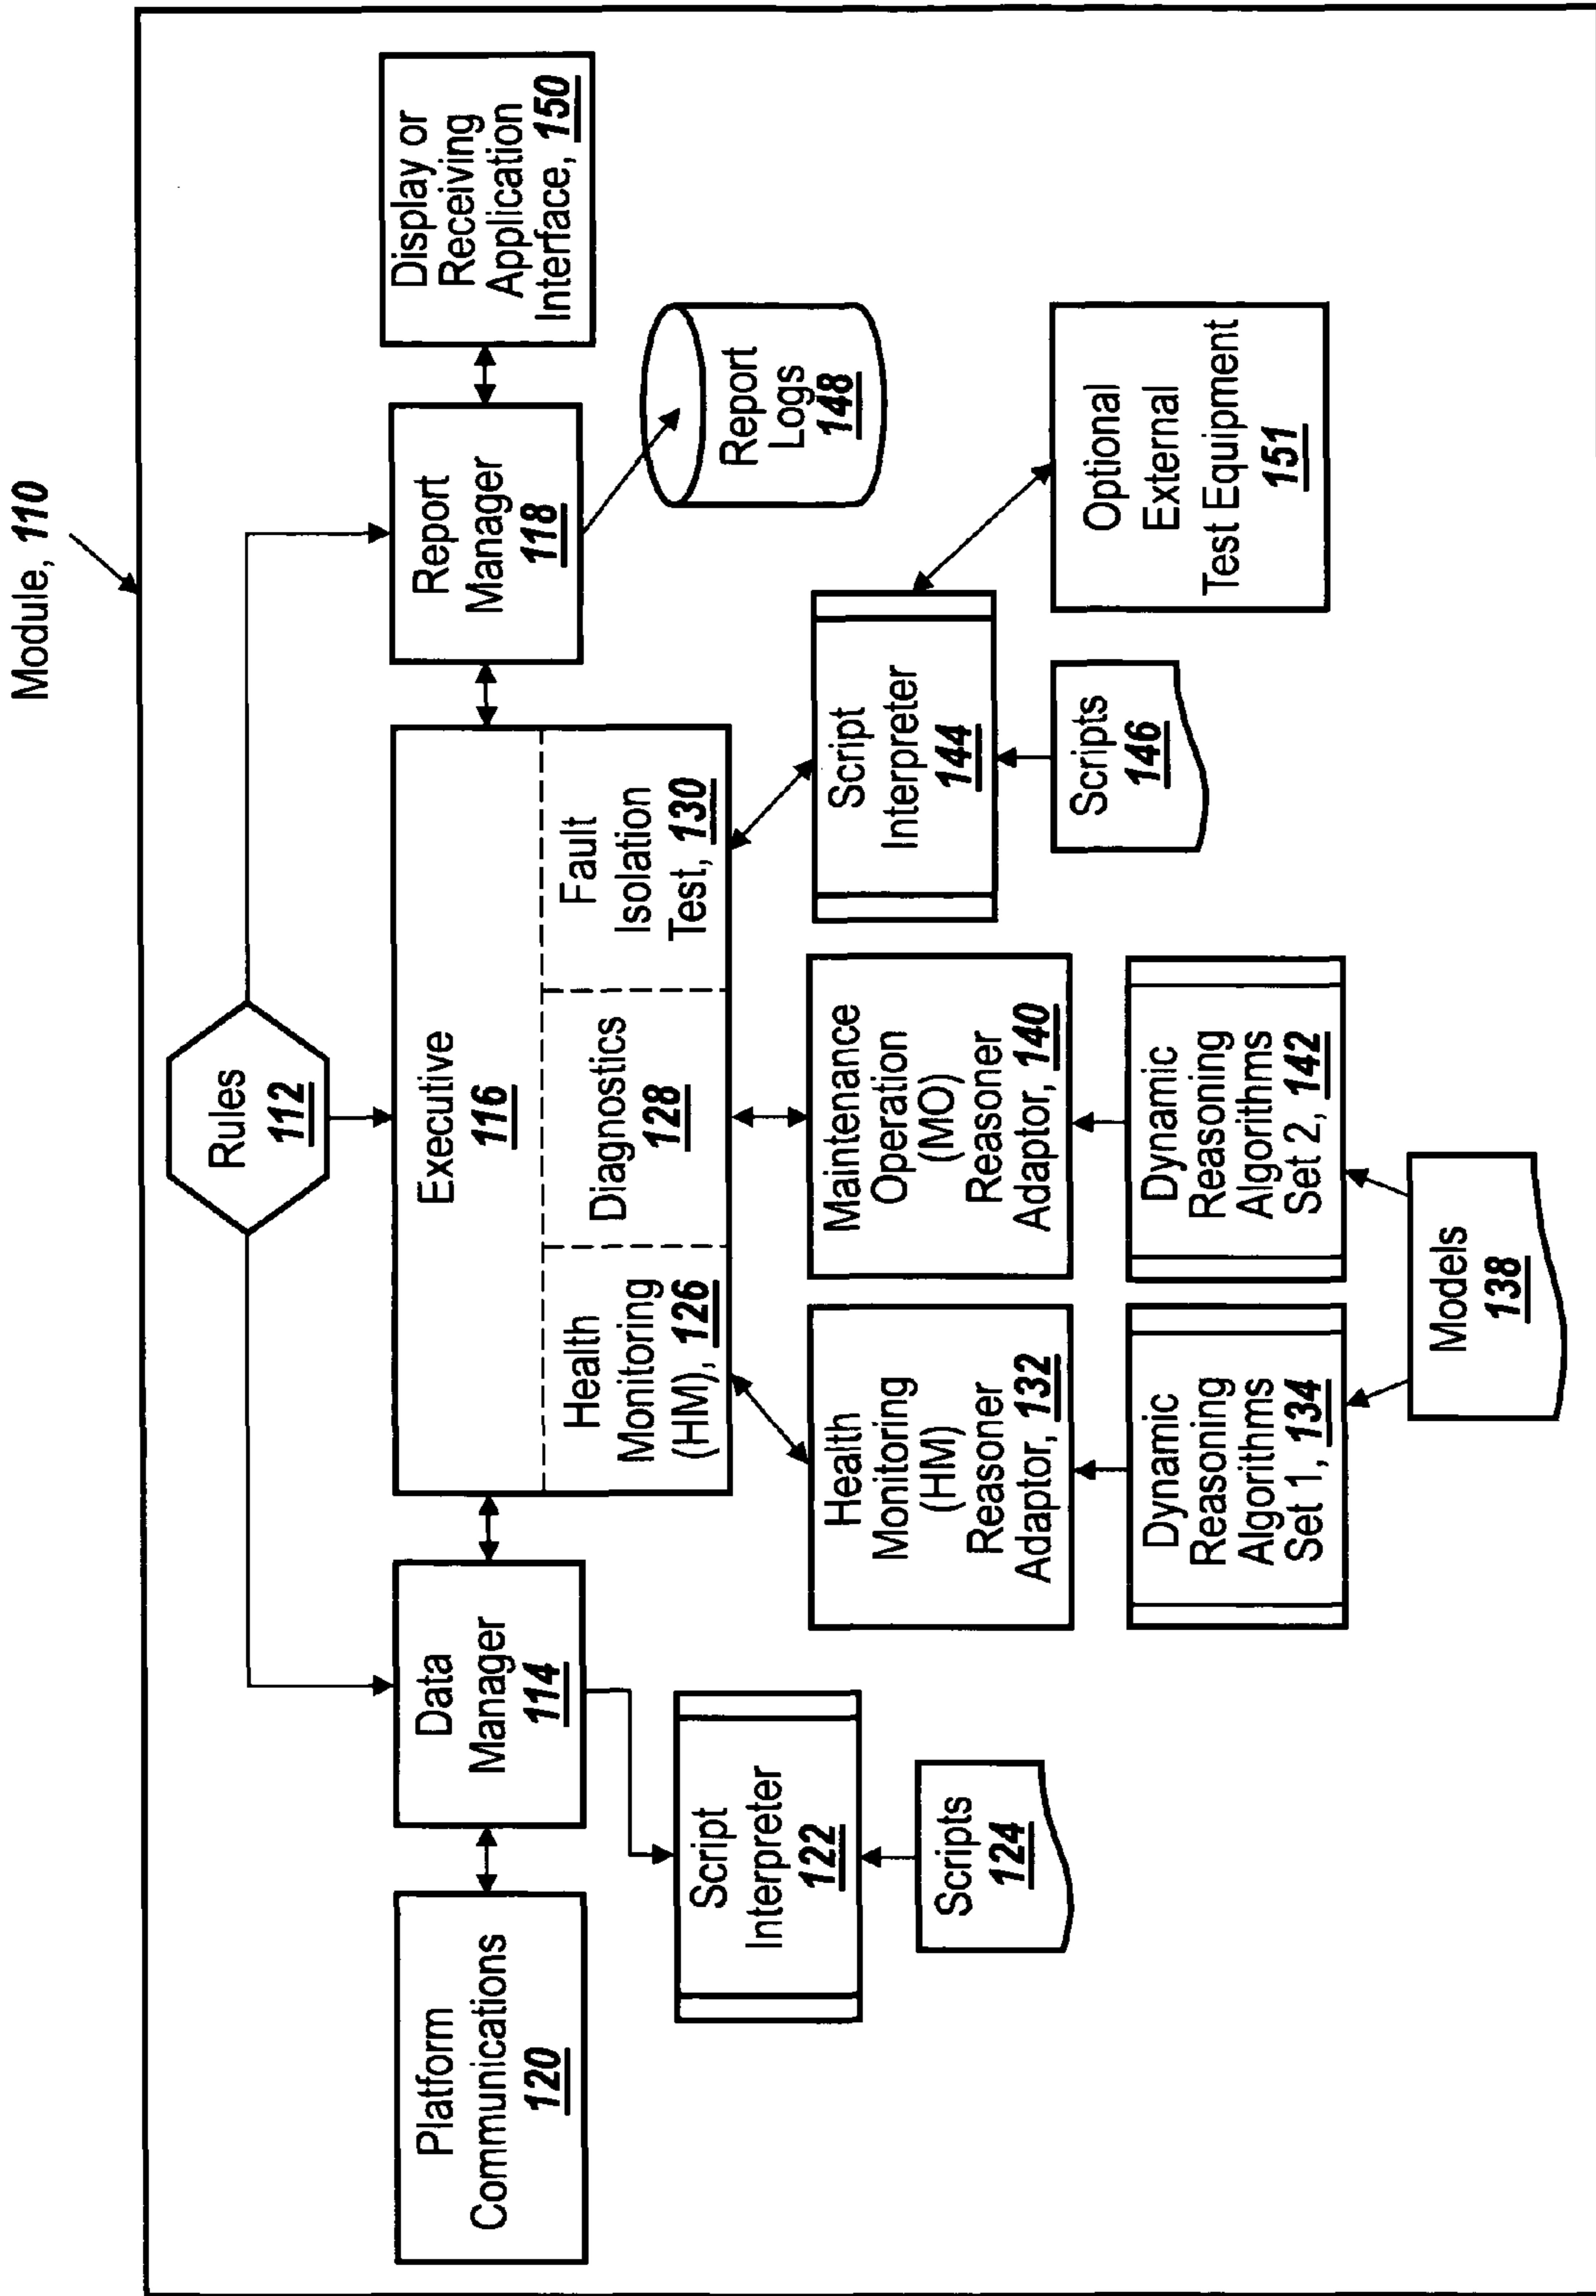 Module, 110
Rules
112
Platform
Communications
120
Data
Manager
114
Executive
116
Health
Monitoring
(HM), 126
Diagnostics
128
Fault
Isolation
Test, 130
Report
Manager
118
Display or
Receiving
Application
Interface, 150
Script
Interpreter
122
Scripts
124
Health
Monitoring
(HM)
Reasoner
Adaptor, 132
Maintenance
Operation
(MO)
Reasoner
Adaptor, 140
Script
Interpreter
144
Report
Logs
148
Dynamic
Reasoning
Algorithms
Set 1, 134
Dynamic
Reasoning
Algorithms
Set 2, 142
Scripts
146
Optional
External
Test Equipment
151
Models
138